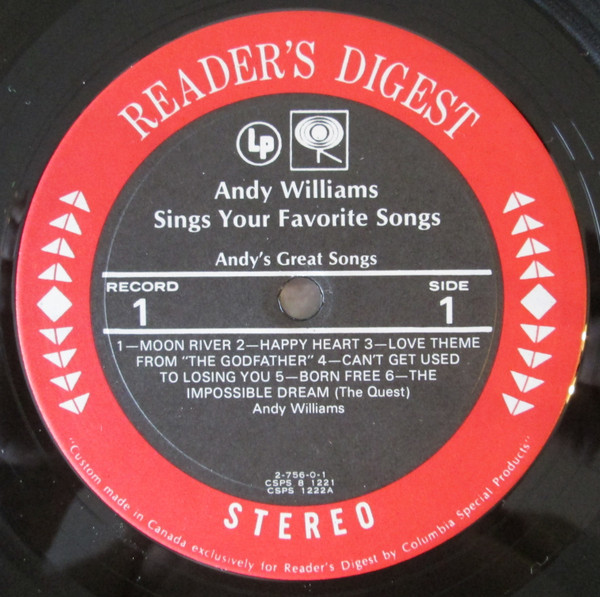 READER'S DIGEST
Lp
Andy Williams
Sings Your Favorite Songs
Andy's Great Songs
RECORD
1
SIDE
1
1—MOON RIVER 2—HAPPY HEART 3—LOVE THEME
FROM "THE GODFATHER" 4—CAN'T GET USED
TO LOSING YOU 5—BORN FREE 6—THE
IMPOSSIBLE DREAM (The Quest)
Andy Williams
2-756-0-1
CSPS 8 1221
CSPS 1222A
STEREO
"Custom made in Canada exclusively for Reader's Digest by Columbia Special Products"